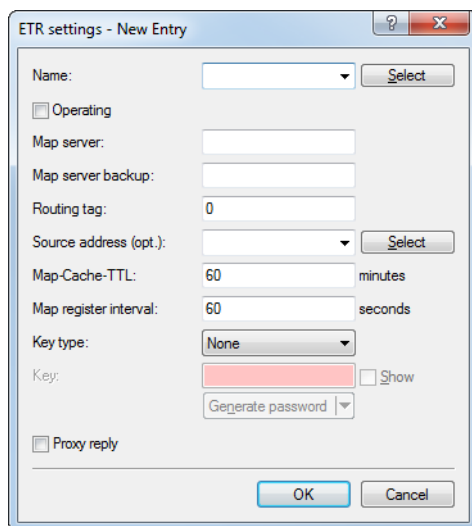 ETR settings - New Entry
Name: Select
Operating
Map server:
Map server backup:
Routing tag: 0
Source address (opt.): Select
Map-Cache-TTL: 60 minutes
Map register interval: 60 seconds
Key type: None
Key: Show
Generate password
Proxy reply
OK Cancel